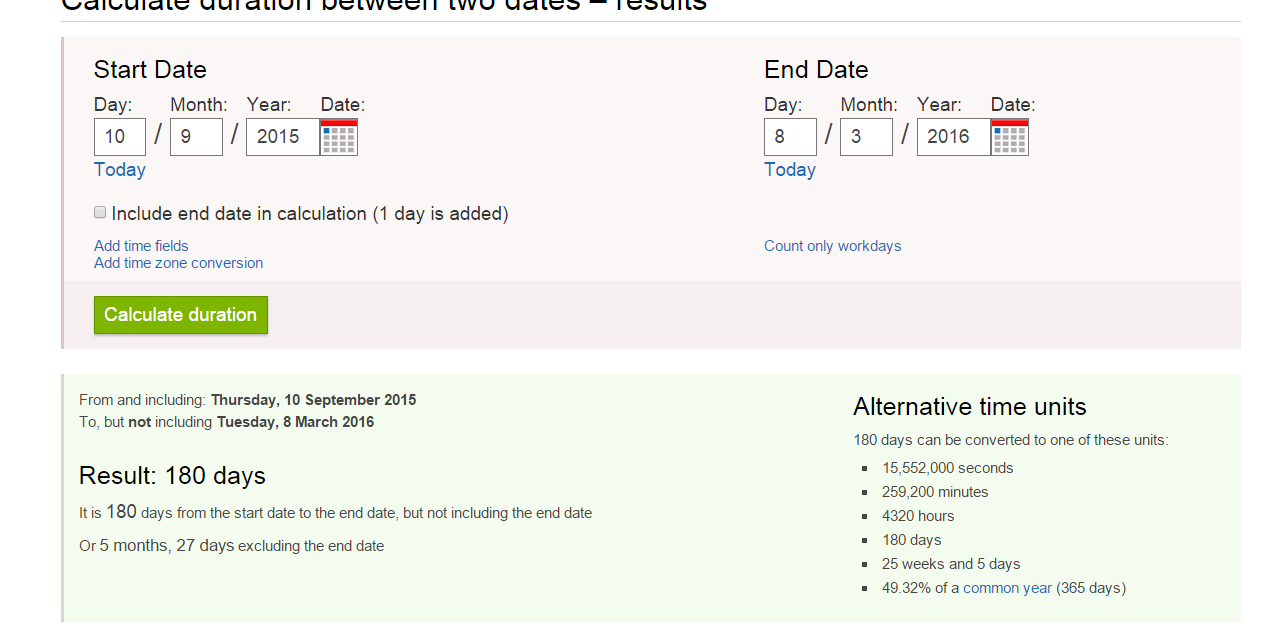 Calculate duration between two dates – results
Start Date
Day: Month: Year: Date:
10 / 9 / 2015
Today
End Date
Day: Month: Year: Date:
8 / 3 / 2016
Today
Include end date in calculation (1 day is added)
Add time fields
Add time zone conversion
Count only workdays
Calculate duration
From and including: Thursday, 10 September 2015
To, but not including Tuesday, 8 March 2016
Result: 180 days
It is 180 days from the start date to the end date, but not including the end date
Or 5 months, 27 days excluding the end date
Alternative time units
180 days can be converted to one of these units:
15,552,000 seconds
259,200 minutes
4320 hours
180 days
25 weeks and 5 days
49.32% of a common year (365 days)